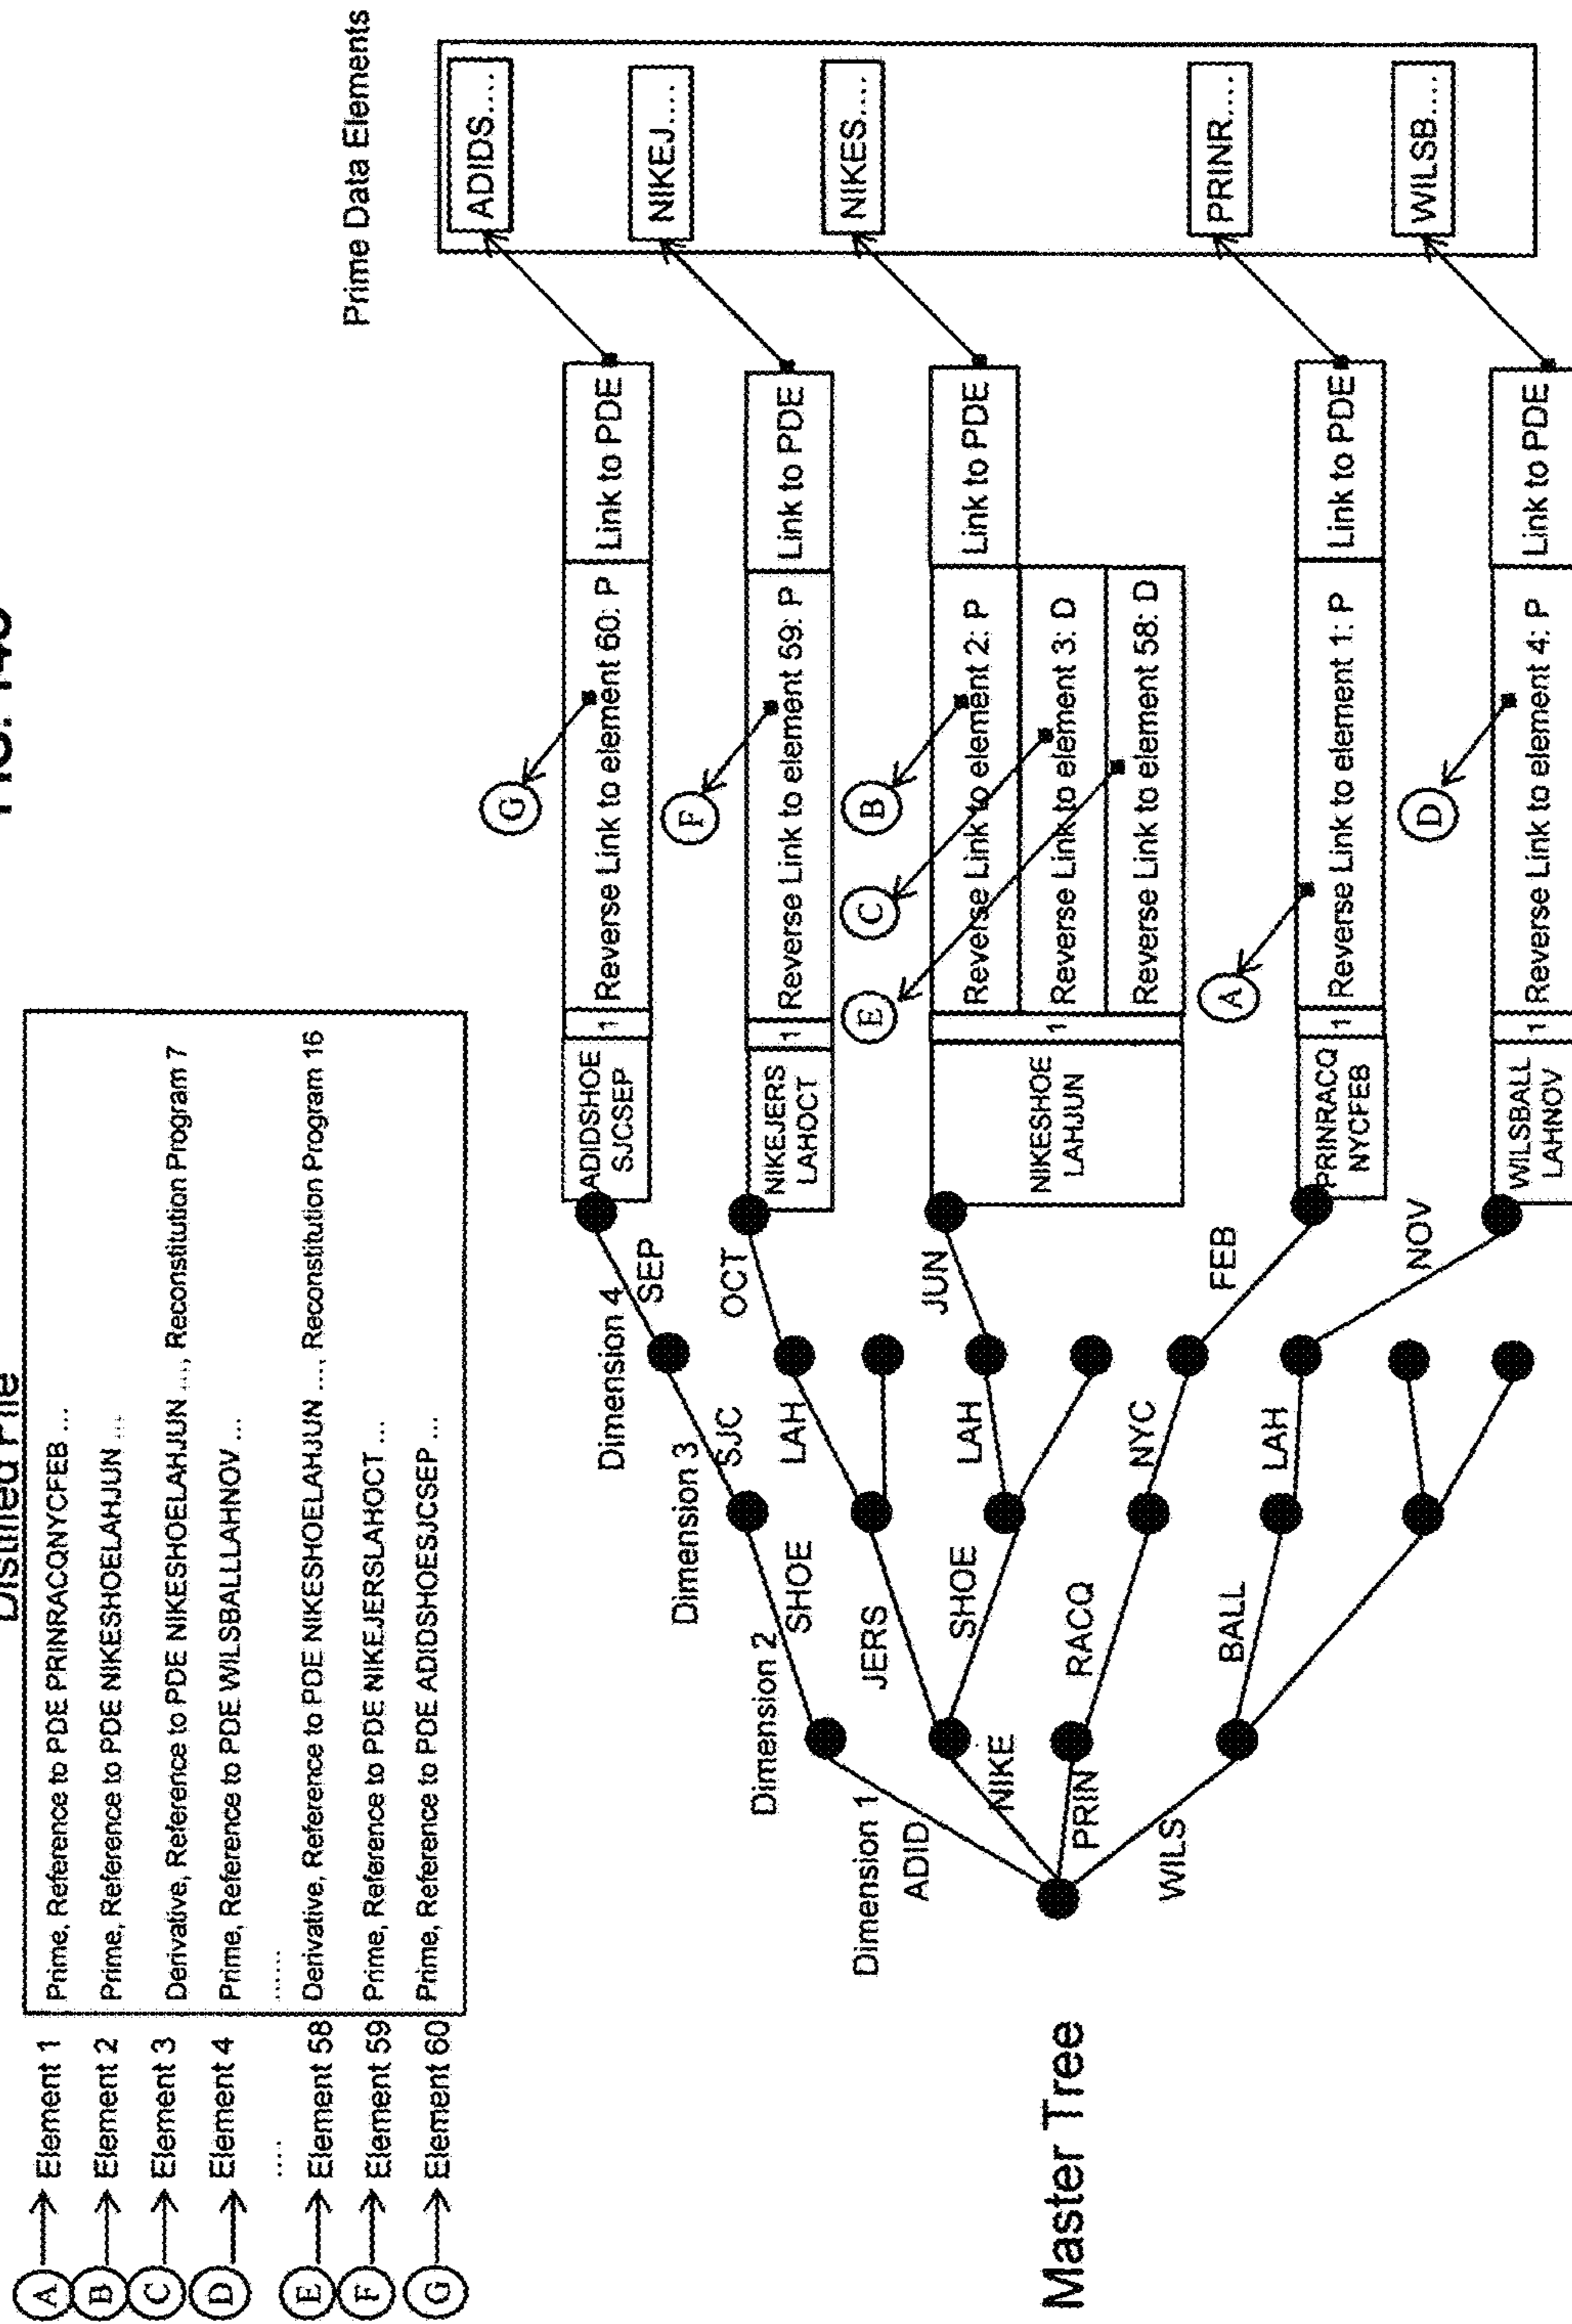 Distilled File
A
Element 1
Prime, Reference to PDE PRINRACQNYCFEB ...
B
Element 2
Prime, Reference to PDE NIKESHOELAHJUN ...
C
Element 3
Derivative, Reference to PDE NIKESHOELAHJUN ..., Reconstitution Program 7
D
Element 4
Prime, Reference to PDE WILSBALLLAHNOV ...
....
......
E
Element 58
Derivative, Reference to PDE NIKESHOELAHJUN ..., Reconstitution Program 16
F
Element 59
Prime, Reference to PDE NIKEJERSLAHOCT ...
G
Element 60
Prime, Reference to PDE ADIDSHOESJCSEP ...
Prime Data Elements
Master Tree
Dimension 1
Dimension 2
Dimension 3
Dimension 4
ADID
SHOE
SJC
SEP
ADIDSHOE
SJCSEP
1
Reverse Link to element 60: P
Link to PDE
G
ADIDS....
NIKE
JERS
LAH
OCT
NIKEJERS
LAHOCT
1
Reverse Link to element 59: P
Link to PDE
F
NIKEJ....
SHOE
LAH
JUN
NIKESHOE
LAHJUN
1
Reverse Link to element 2: P
Reverse Link to element 3: D
Reverse Link to element 58: D
Link to PDE
B
C
E
NIKES....
PRIN
RACQ
NYC
FEB
PRINRACQ
NYCFEB
1
Reverse Link to element 1: P
Link to PDE
A
PRINR....
WILS
BALL
LAH
NOV
WILSBALL
LAHNOV
1
Reverse Link to element 4: P
Link to PDE
D
WILSB....